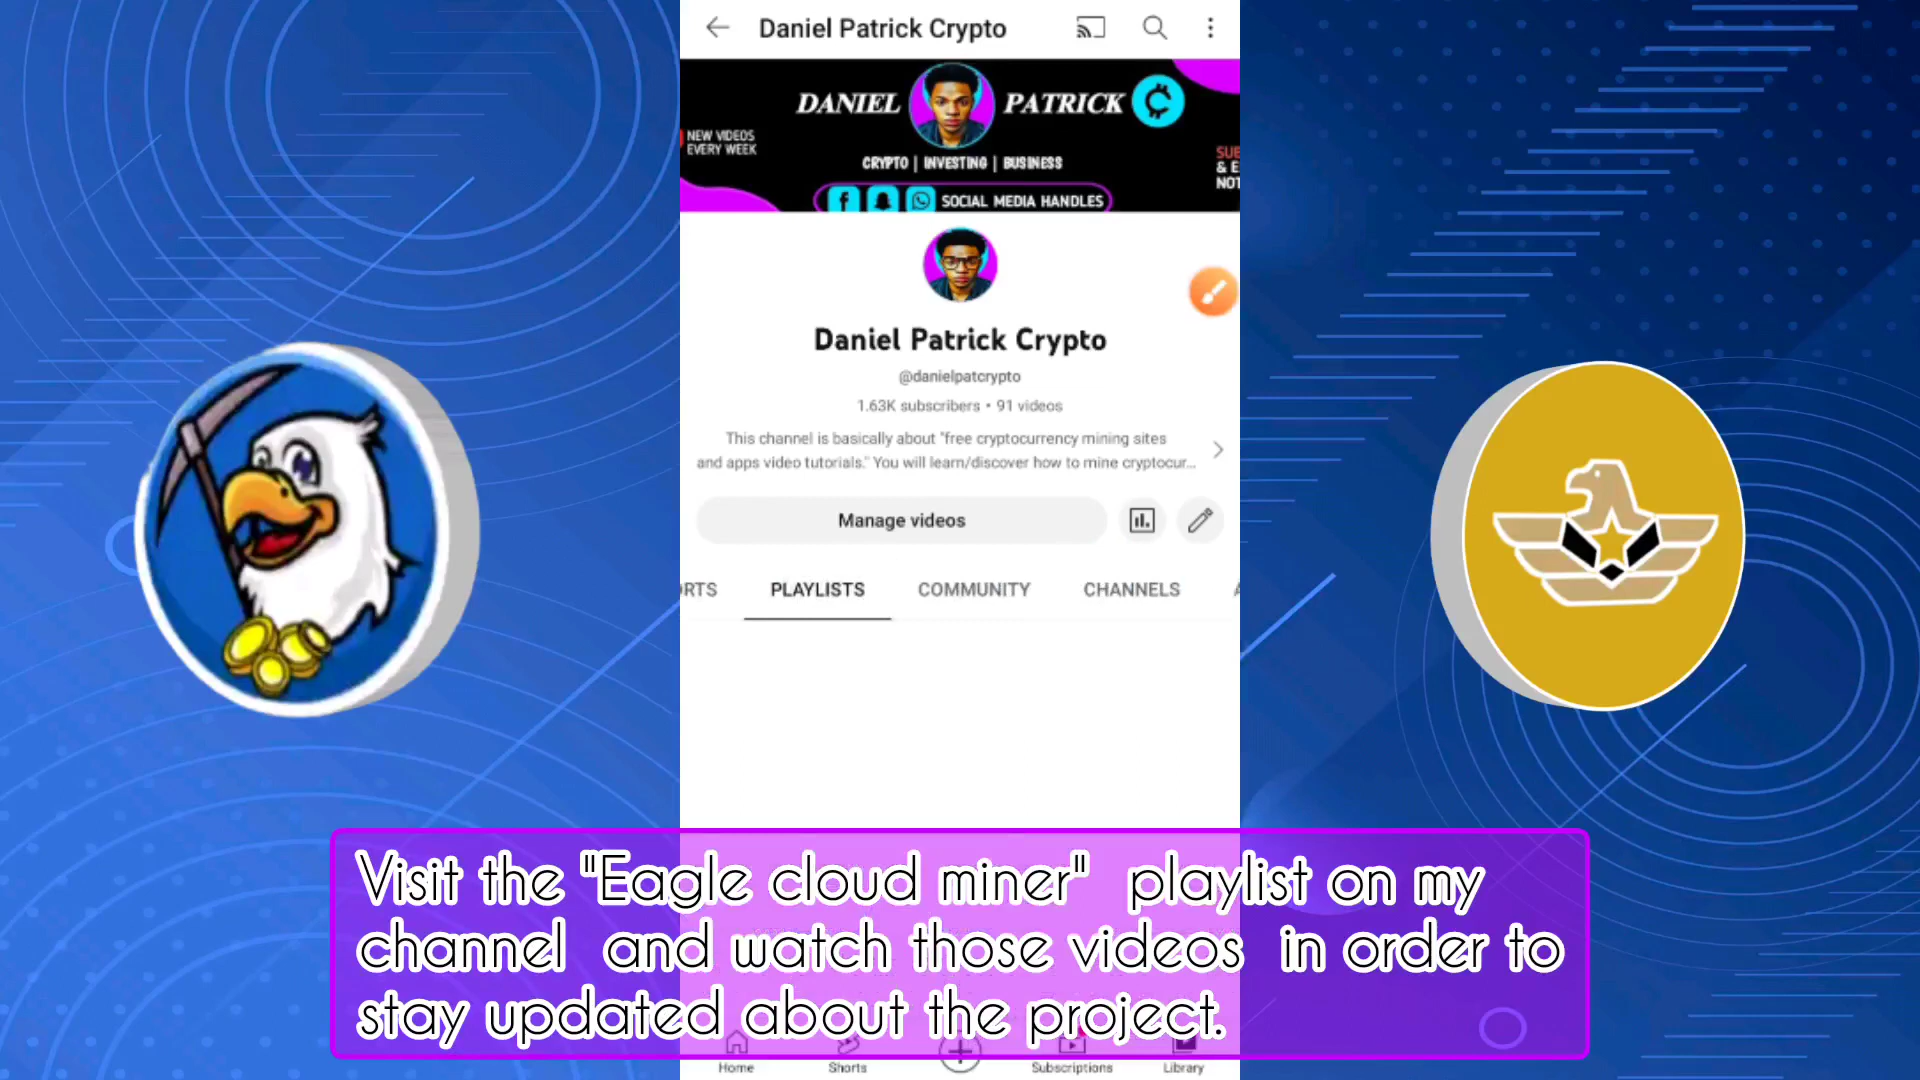 Daniel Patrick Crypto
DANIEL PATRICK
NEW VIDEOS
EVERY WEEK
CRYPTO | INVESTING | BUSINESS
SUB
& E
NOT
SOCIAL MEDIA HANDLES
Daniel Patrick Crypto
@danielpatcrypto
1.63K subscribers • 91 videos
This channel is basically about "free cryptocurrency mining sites
and apps video tutorials." You will learn/discover how to mine cryptocur...
Manage videos
ORTS PLAYLISTS COMMUNITY CHANNELS A
Visit the "Eagle cloud miner" playlist on my
channel and watch those videos in order to
stay updated about the project.
Home Shorts Subscriptions Library